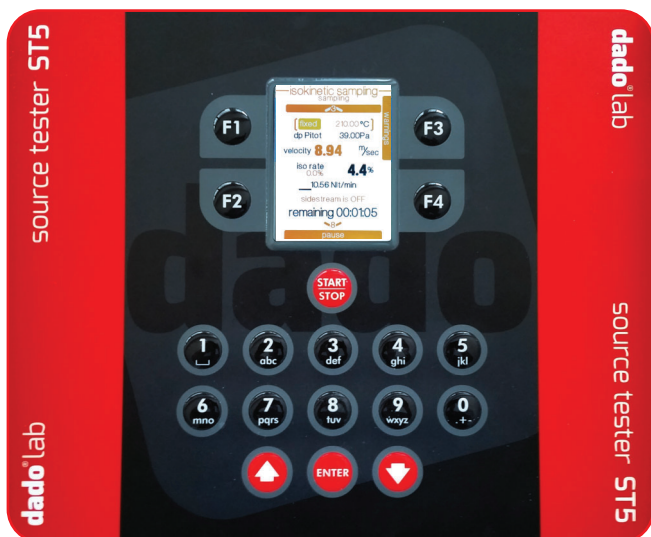 source tester ST5
dado lab
dado® lab
source tester ST5
isokinetic sampling
sampling
warnings
fixed 210.00 °C
dp Pitot 39.00Pa
velocity 8.94 m/sec
iso rate
0.0% 4.4%
10.56 Nlt/min
sidestream is OFF
remaining 00:01:05
pause
F1
F3
F2
F4
dado
START
STOP
1
2
abc
3
def
4
ghi
5
jkl
6
mno
7
pqrs
8
tuv
9
wxyz
0
.+-
ENTER